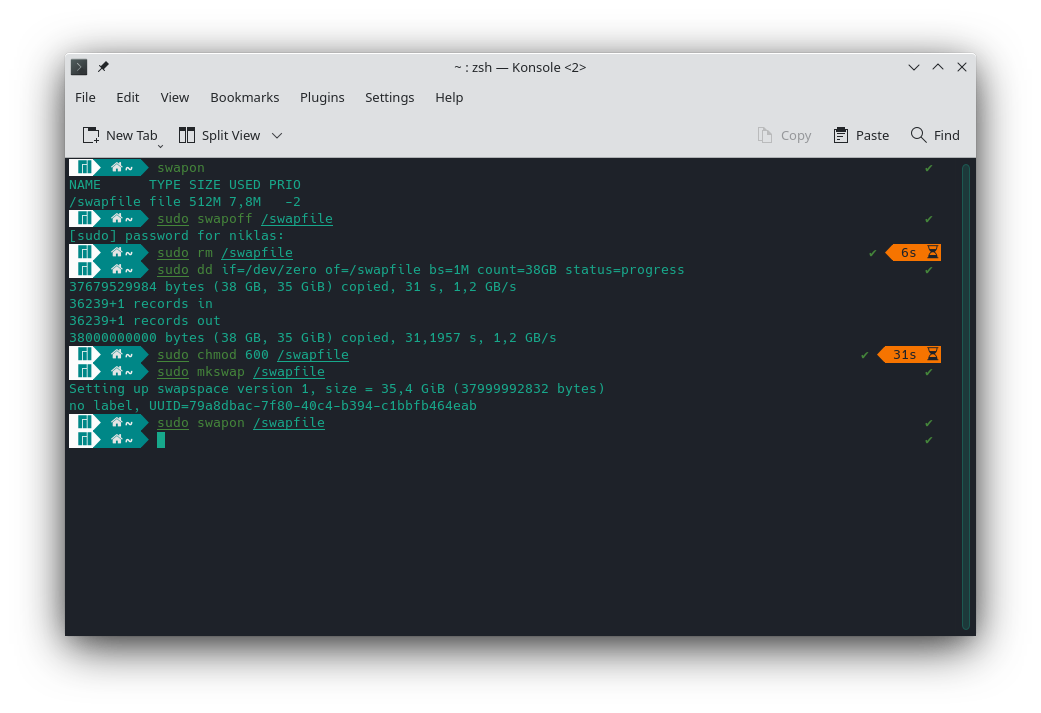 ~ : zsh — Konsole <2>
File Edit View Bookmarks Plugins Settings Help
New Tab Split View Copy Paste Find
~ swapon ✔
NAME      TYPE SIZE USED PRIO
/swapfile file 512M 7,8M   -2
~ sudo swapoff /swapfile ✔
[sudo] password for niklas:
~ sudo rm /swapfile ✔ 6s
~ sudo dd if=/dev/zero of=/swapfile bs=1M count=38GB status=progress ✔
37679529984 bytes (38 GB, 35 GiB) copied, 31 s, 1,2 GB/s
36239+1 records in
36239+1 records out
38000000000 bytes (38 GB, 35 GiB) copied, 31,1957 s, 1,2 GB/s
~ sudo chmod 600 /swapfile ✔ 31s
~ sudo mkswap /swapfile ✔
Setting up swapspace version 1, size = 35,4 GiB (37999992832 bytes)
no label, UUID=79a8dbac-7f80-40c4-b394-c1bbfb464eab
~ sudo swapon /swapfile ✔
~ ✔